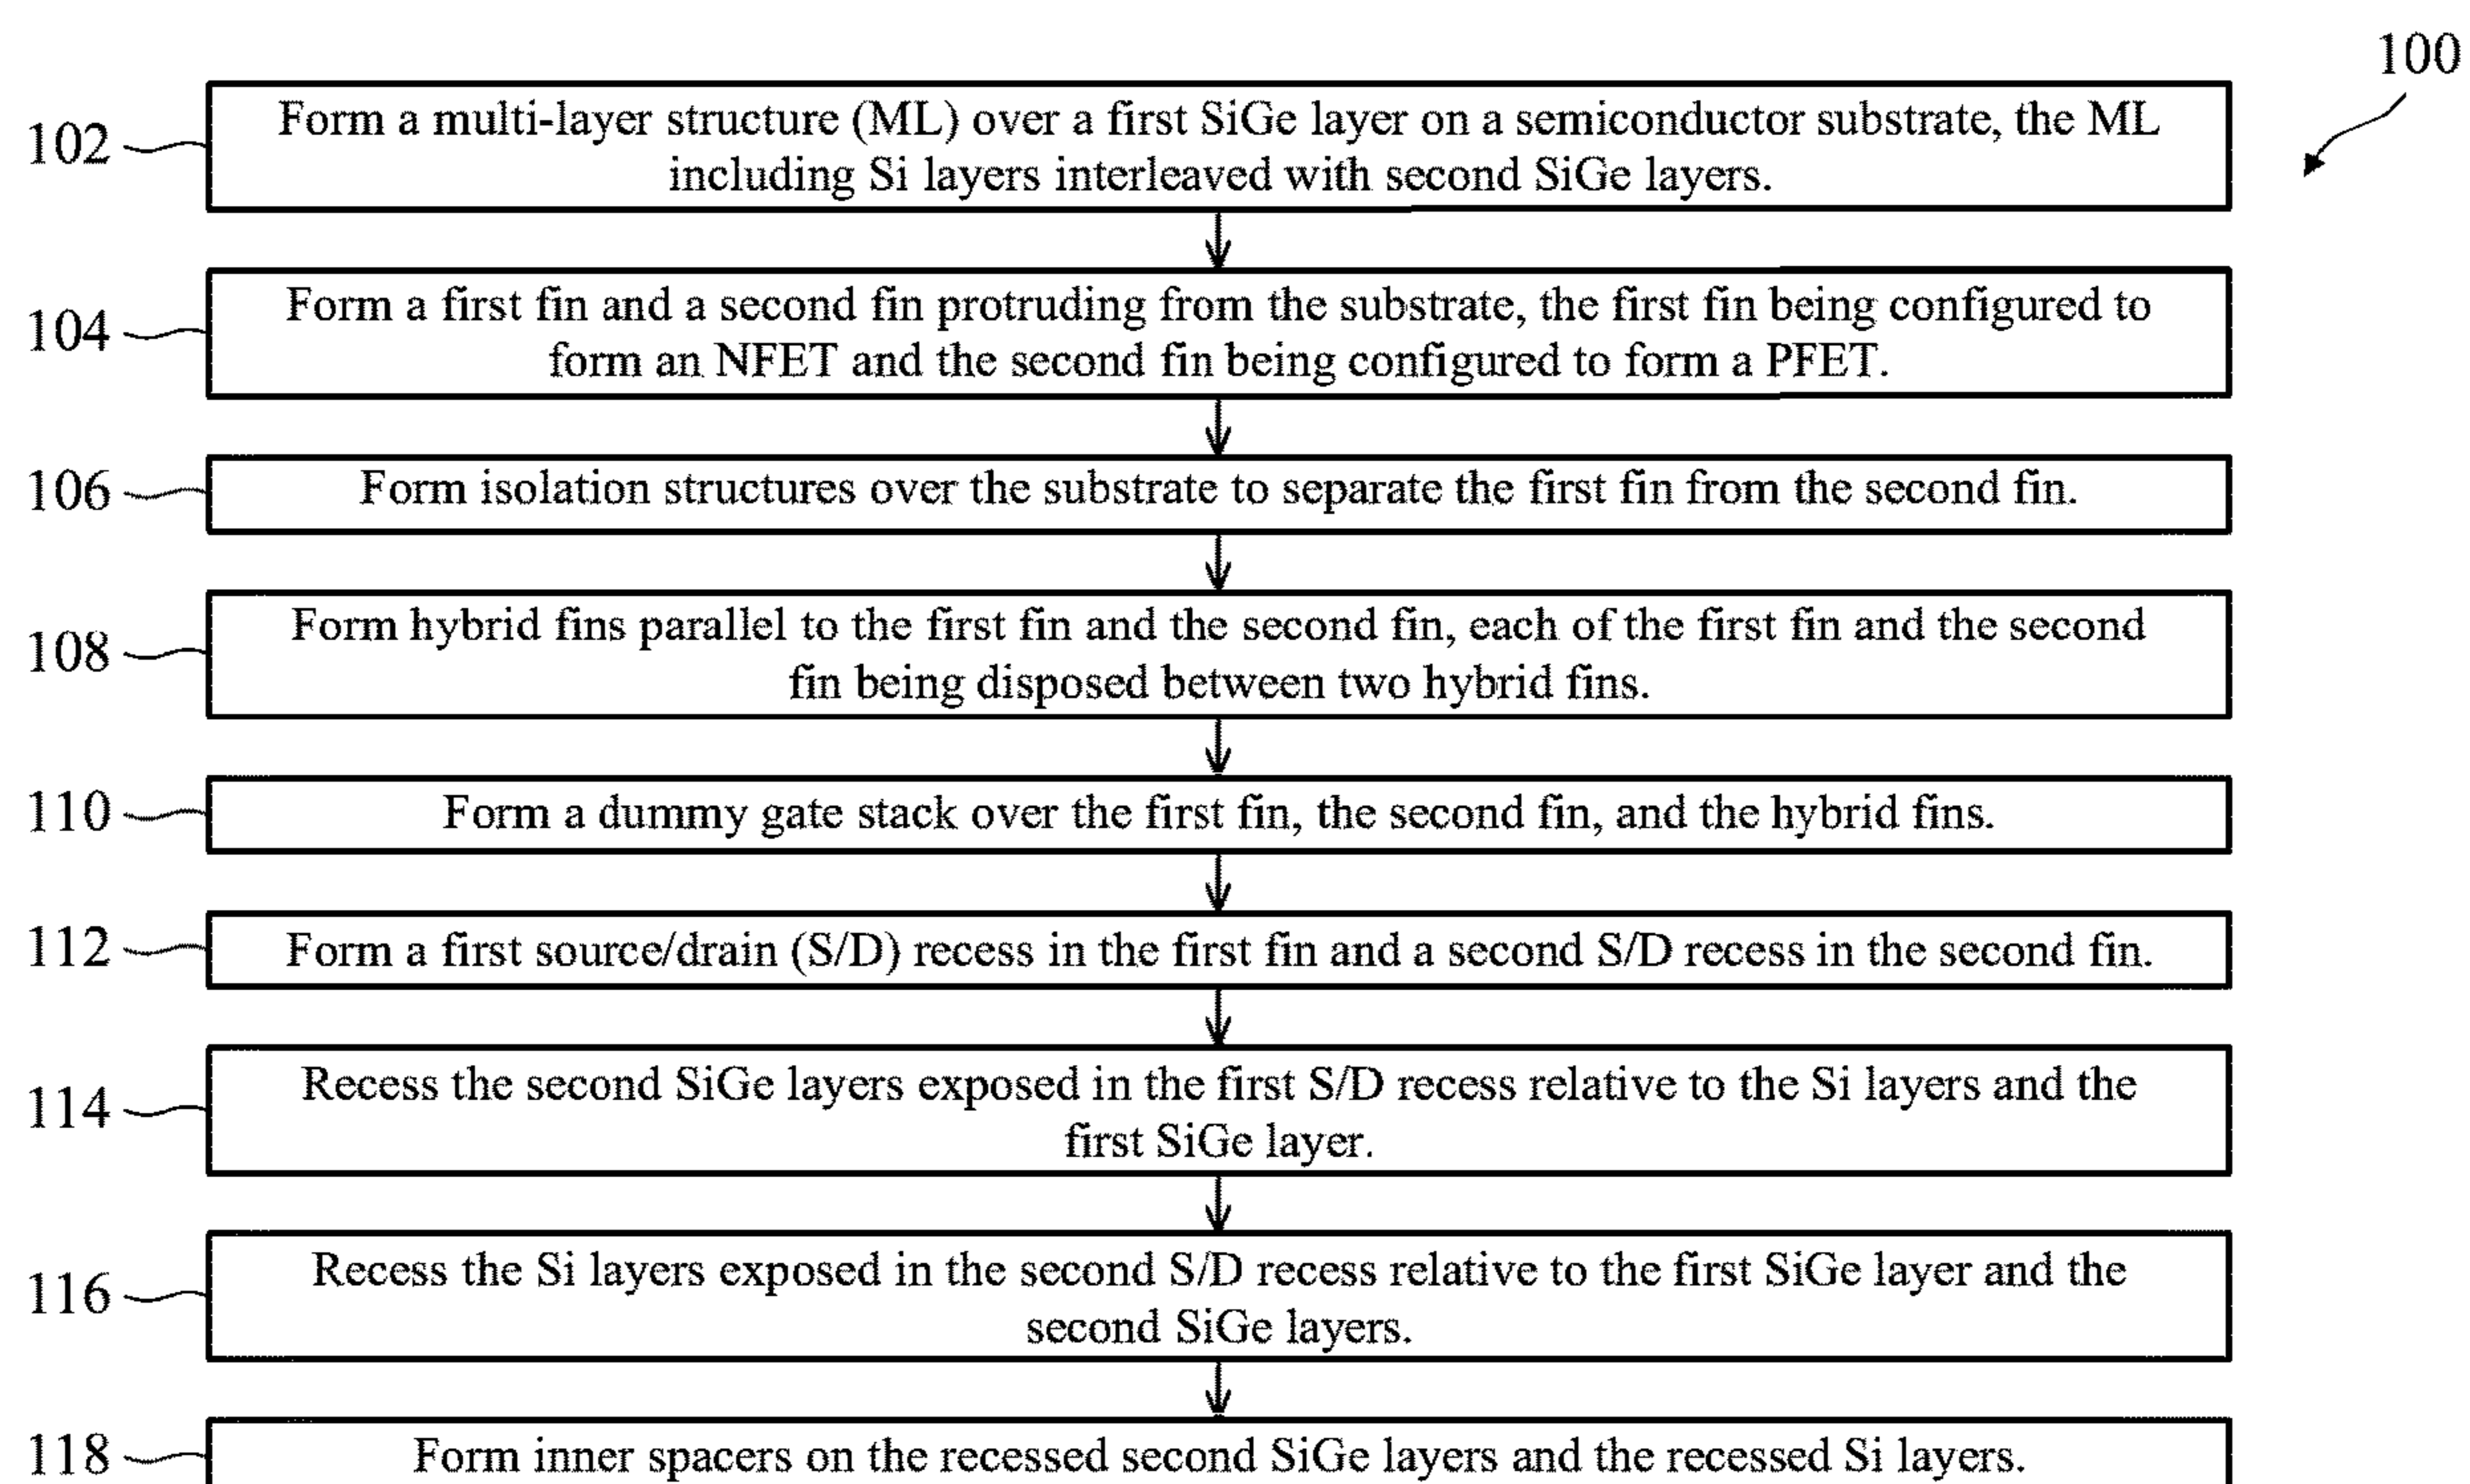 100
102
Form a multi-layer structure (ML) over a first SiGe layer on a semiconductor substrate, the ML
including Si layers interleaved with second SiGe layers.
104
Form a first fin and a second fin protruding from the substrate, the first fin being configured to
form an NFET and the second fin being configured to form a PFET.
106
Form isolation structures over the substrate to separate the first fin from the second fin.
108
Form hybrid fins parallel to the first fin and the second fin, each of the first fin and the second
fin being disposed between two hybrid fins.
110
Form a dummy gate stack over the first fin, the second fin, and the hybrid fins.
112
Form a first source/drain (S/D) recess in the first fin and a second S/D recess in the second fin.
114
Recess the second SiGe layers exposed in the first S/D recess relative to the Si layers and the
first SiGe layer.
116
Recess the Si layers exposed in the second S/D recess relative to the first SiGe layer and the
second SiGe layers.
118
Form inner spacers on the recessed second SiGe layers and the recessed Si layers.